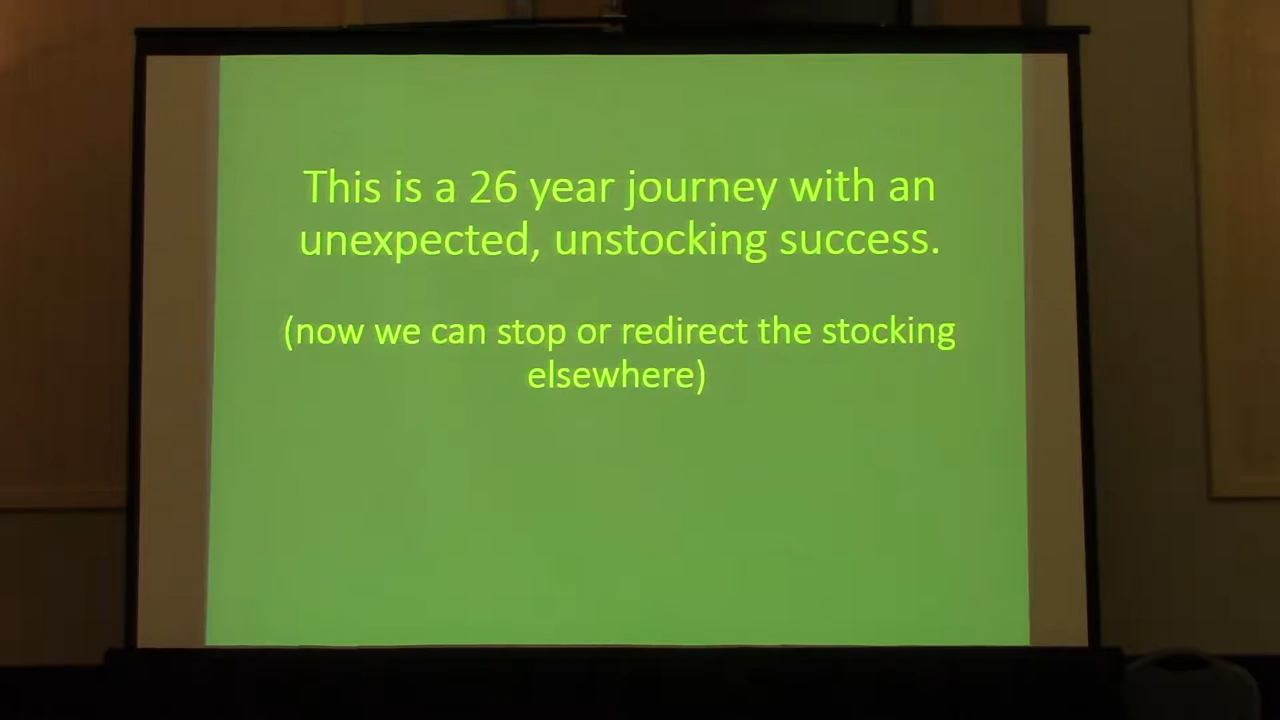 This is a 26 year journey with an
unexpected, unstocking success.
(now we can stop or redirect the stocking
elsewhere)